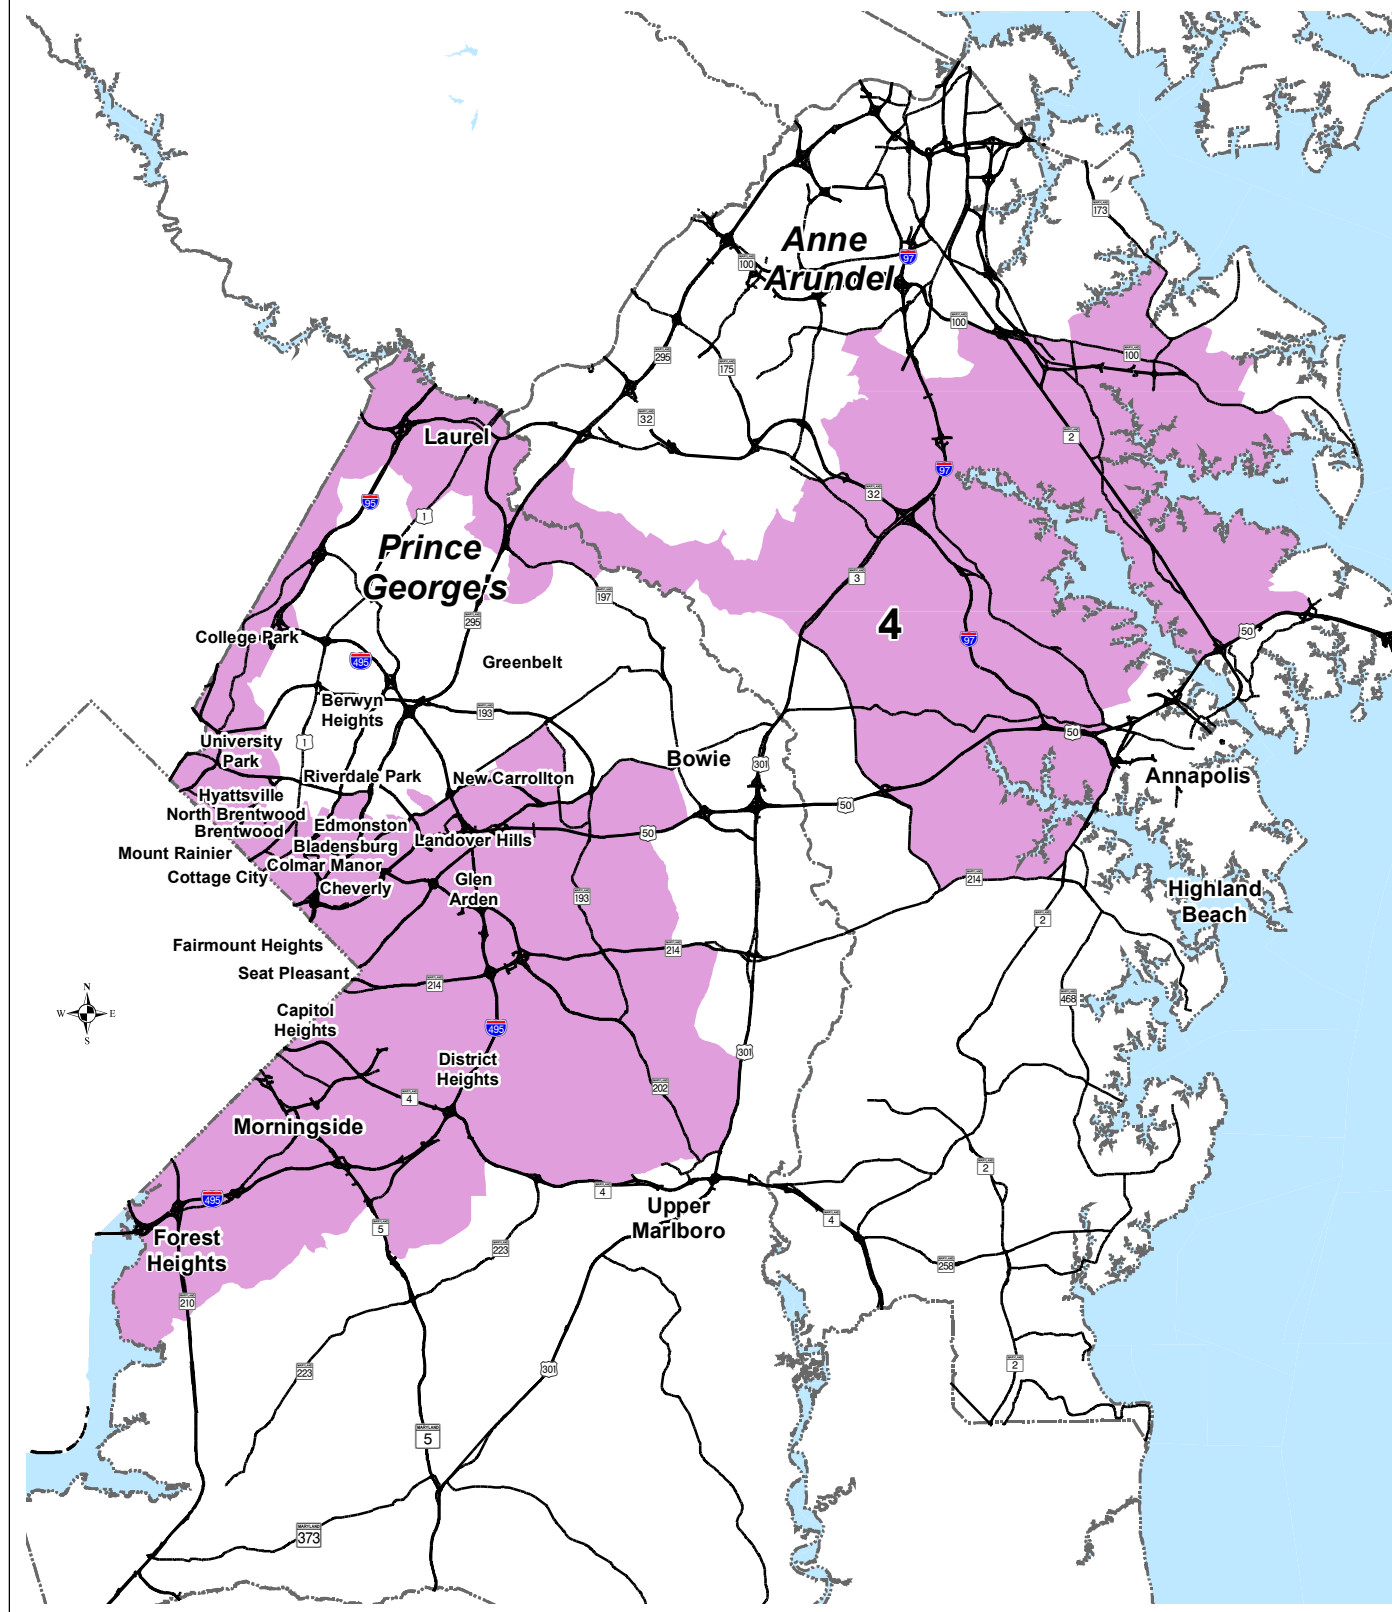 173
Anne
Arundel
97
100
100
295
100
175
32
2
Laurel
97
95
32
1
Prince
George's
3
197
4
295
College Park
50
97
495
Greenbelt
Berwyn
Heights
193
University
Park
1
50
Bowie
301
Annapolis
Riverdale Park
New Carrollton
Hyattsville
North Brentwood
50
Brentwood
Edmonston
50
Bladensburg
Landover Hills
Mount Rainier
Colmar Manor
Cottage City
Cheverly
Glen
Arden
214
Highland
Beach
193
2
Fairmount Heights
214
Seat Pleasant
214
468
N
W E
S
Capitol
Heights
495
301
District
Heights
202
4
Morningside
2
495
4
Upper
Marlboro
Forest
Heights
5
4
223
258
210
2
223
301
MARYLAND
5
MARYLAND
373